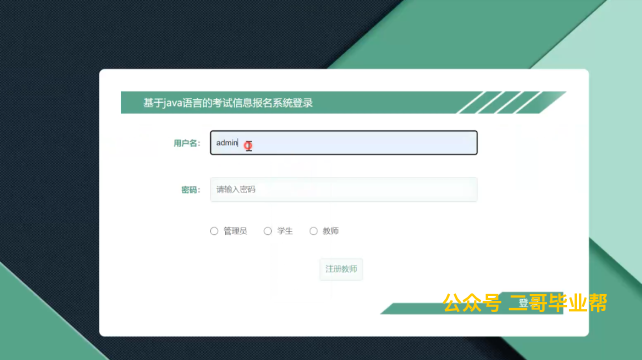 基于java语言的考试信息报名系统登录
用户名：
admin
密码：
请输入密码
管理员 学生 教师
注册教师
登
公众号 二哥毕业帮